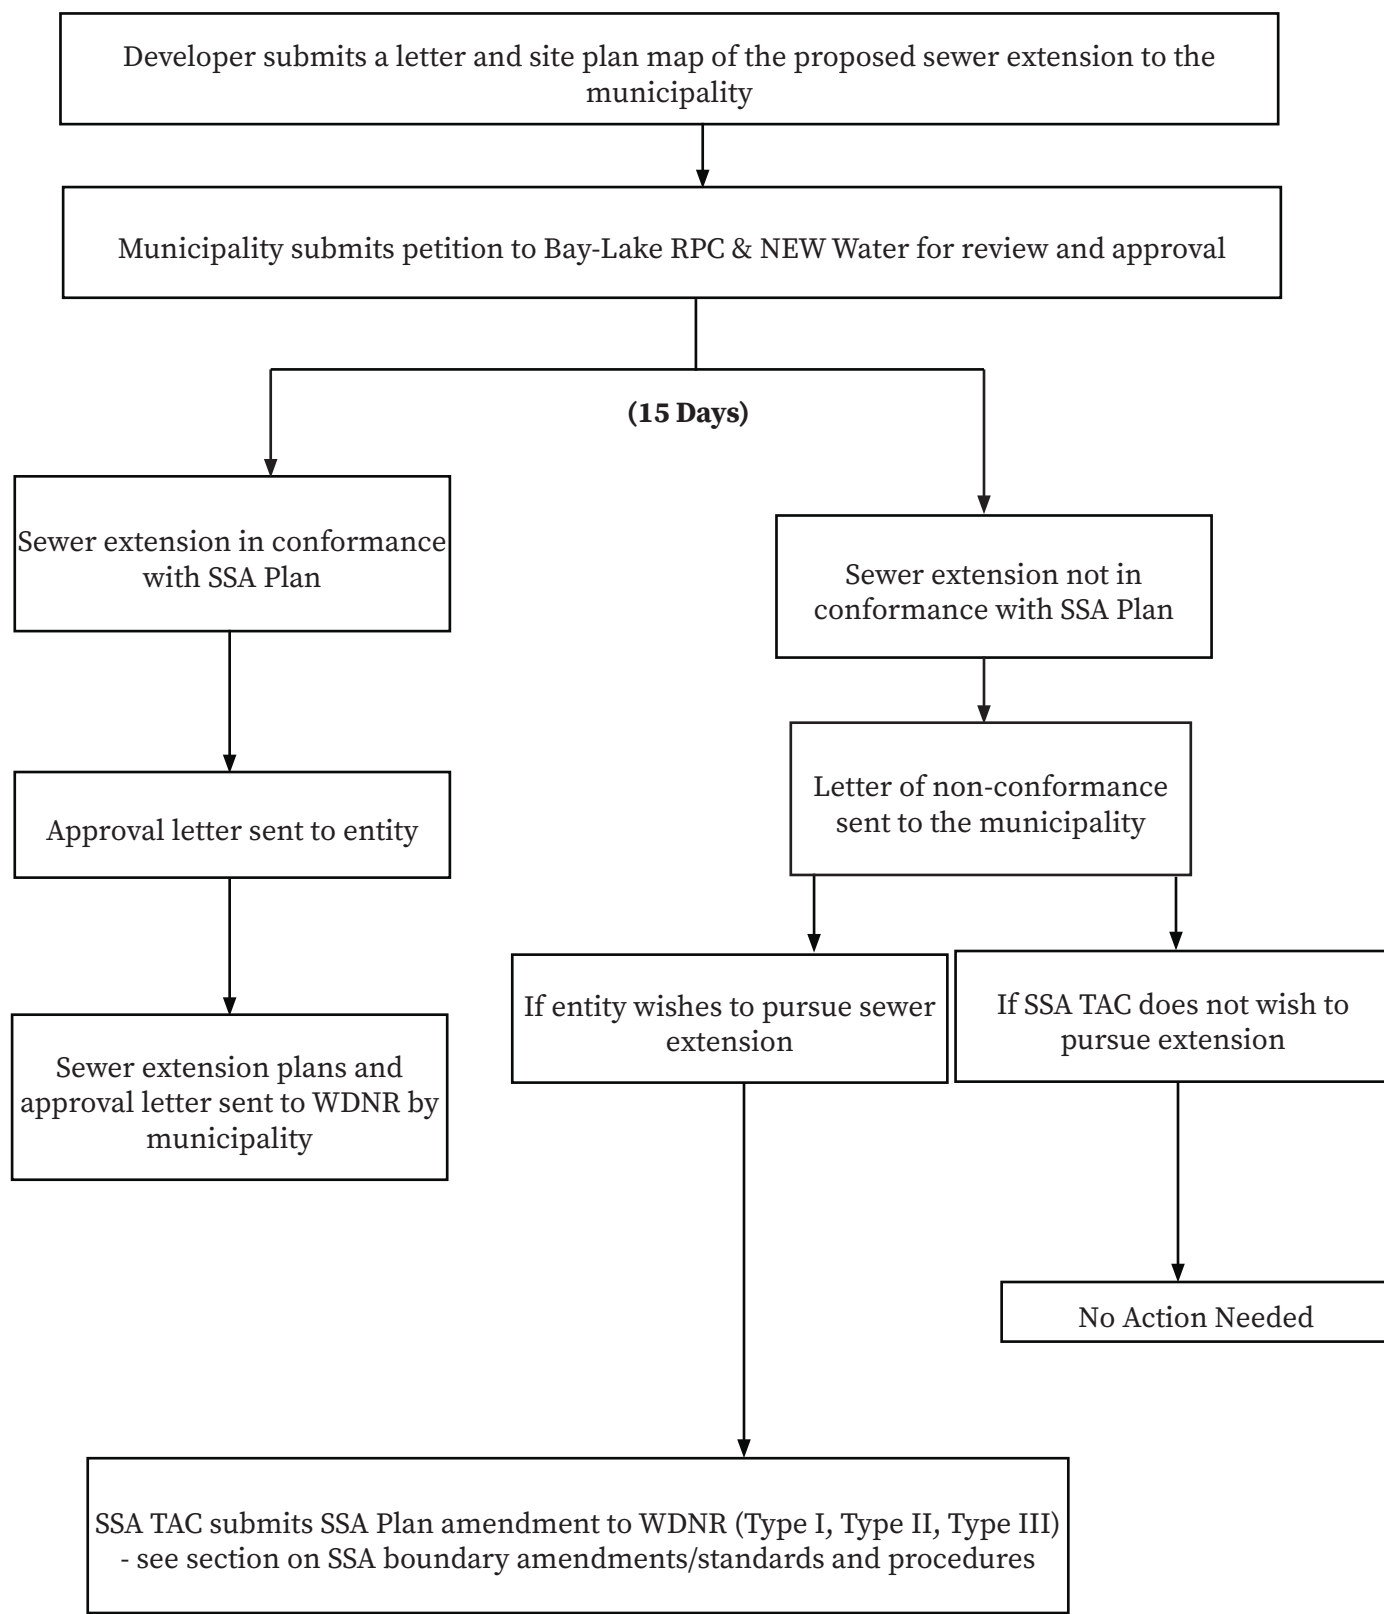 Developer submits a letter and site plan map of the proposed sewer extension to the
municipality
Municipality submits petition to Bay-Lake RPC & NEW Water for review and approval
(15 Days)
Sewer extension in conformance
with SSA Plan
Sewer extension not in
conformance with SSA Plan
Approval letter sent to entity
Letter of non-conformance
sent to the municipality
Sewer extension plans and
approval letter sent to WDNR by
municipality
If entity wishes to pursue sewer
extension
If SSA TAC does not wish to
pursue extension
No Action Needed
SSA TAC submits SSA Plan amendment to WDNR (Type I, Type II, Type III)
- see section on SSA boundary amendments/standards and procedures